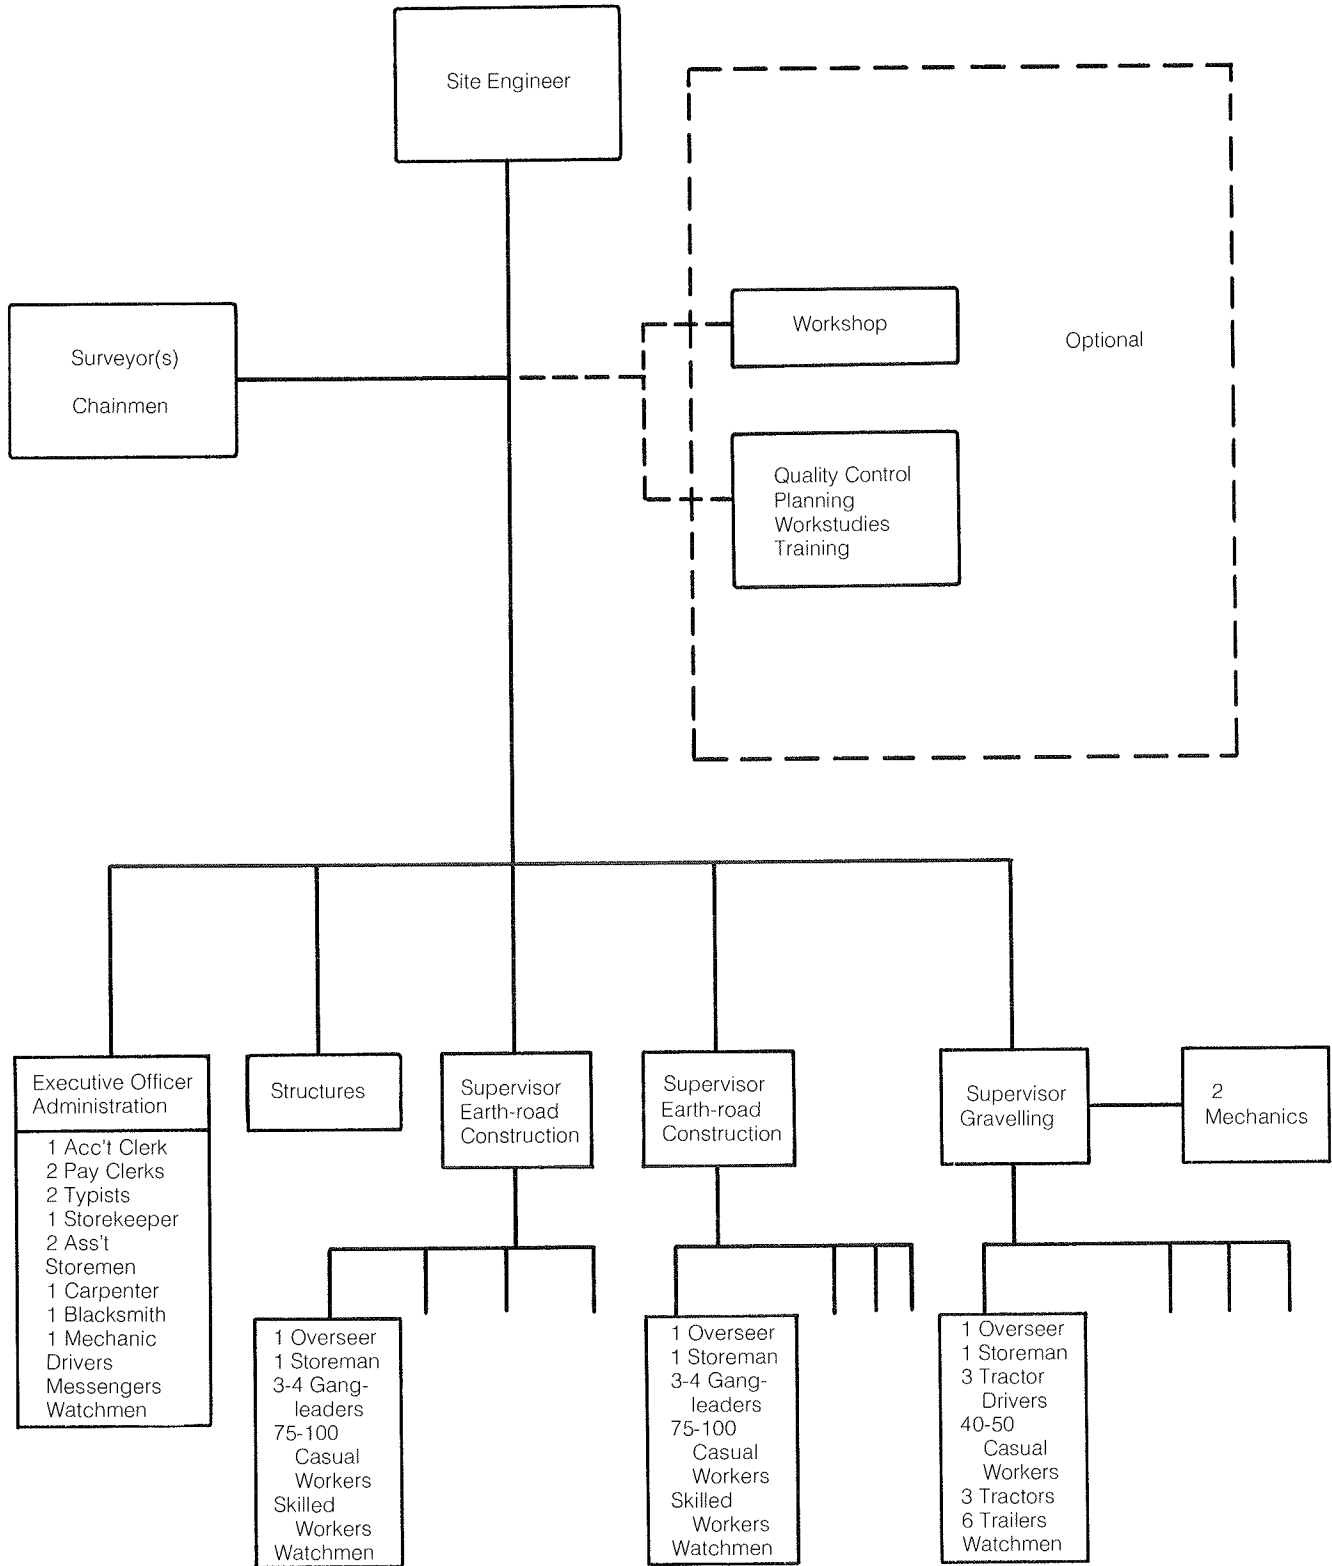 Site Engineer
Surveyor(s)
Chainmen
Workshop
Optional
Quality Control
Planning
Workstudies
Training
Executive Officer
Administration
1 Acc't Clerk
2 Pay Clerks
2 Typists
1 Storekeeper
2 Ass't
Storemen
1 Carpenter
1 Blacksmith
1 Mechanic
Drivers
Messengers
Watchmen
Structures
Supervisor
Earth-road
Construction
1 Overseer
1 Storeman
3-4 Gang-
leaders
75-100
Casual
Workers
Skilled
Workers
Watchmen
Supervisor
Earth-road
Construction
1 Overseer
1 Storeman
3-4 Gang-
leaders
75-100
Casual
Workers
Skilled
Workers
Watchmen
Supervisor
Gravelling
2
Mechanics
1 Overseer
1 Storeman
3 Tractor
Drivers
40-50
Casual
Workers
3 Tractors
6 Trailers
Watchmen